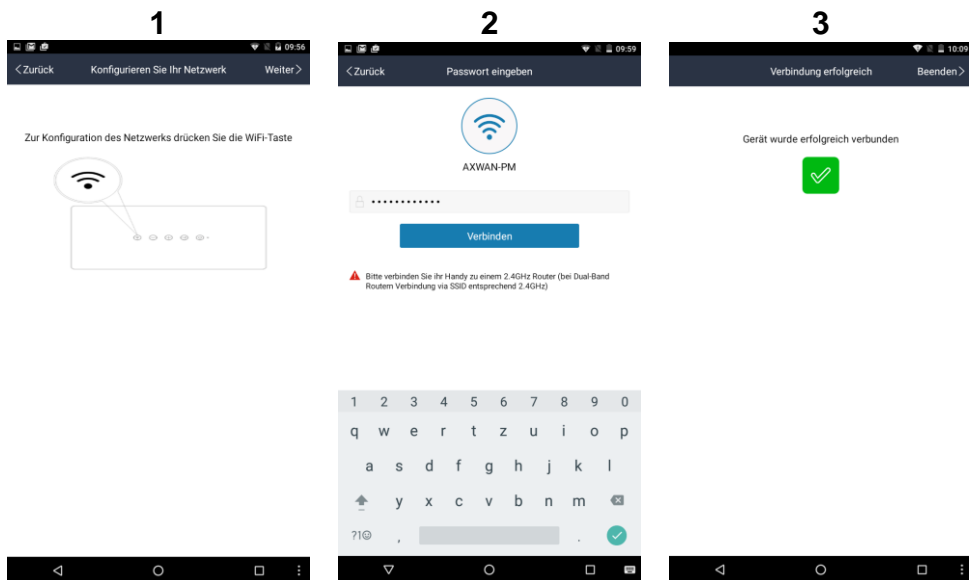 1
2
3
09:56
Zurück
Konfigurieren Sie Ihr Netzwerk
Weiter
Zur Konfiguration des Netzwerks drücken Sie die WiFi-Taste
09:59
Zurück
Passwort eingeben
AXWAN-PM
••••••••••••
Verbinden
Bitte verbinden Sie ihr Handy zu einem 2.4GHz Router (bei Dual-Band
Routern Verbindung via SSID entsprechend 2.4GHz)
1 2 3 4 5 6 7 8 9 0
q w e r t z u i o p
a s d f g h j k l
y x c v b n m
?1☺ , .
10:09
Verbindung erfolgreich
Beenden
Gerät wurde erfolgreich verbunden